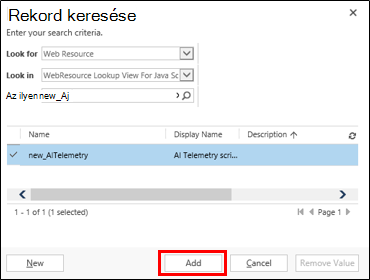 Rekord keresése
Enter your search criteria.
Look for Web Resource
Look in WebResource Lookup View For Java Sc
Az ilyennew_Aj
Name Display Name Description
new_AITelemetry AI Telemetry scri...
1 - 1 of 1 (1 selected) Page 1
New Add Cancel Remove Value